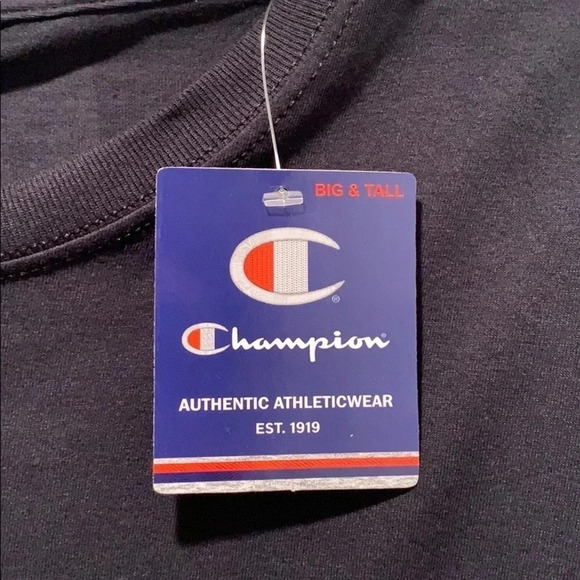 BIG & TALL
Champion
AUTHENTIC ATHLETICWEAR
EST. 1919